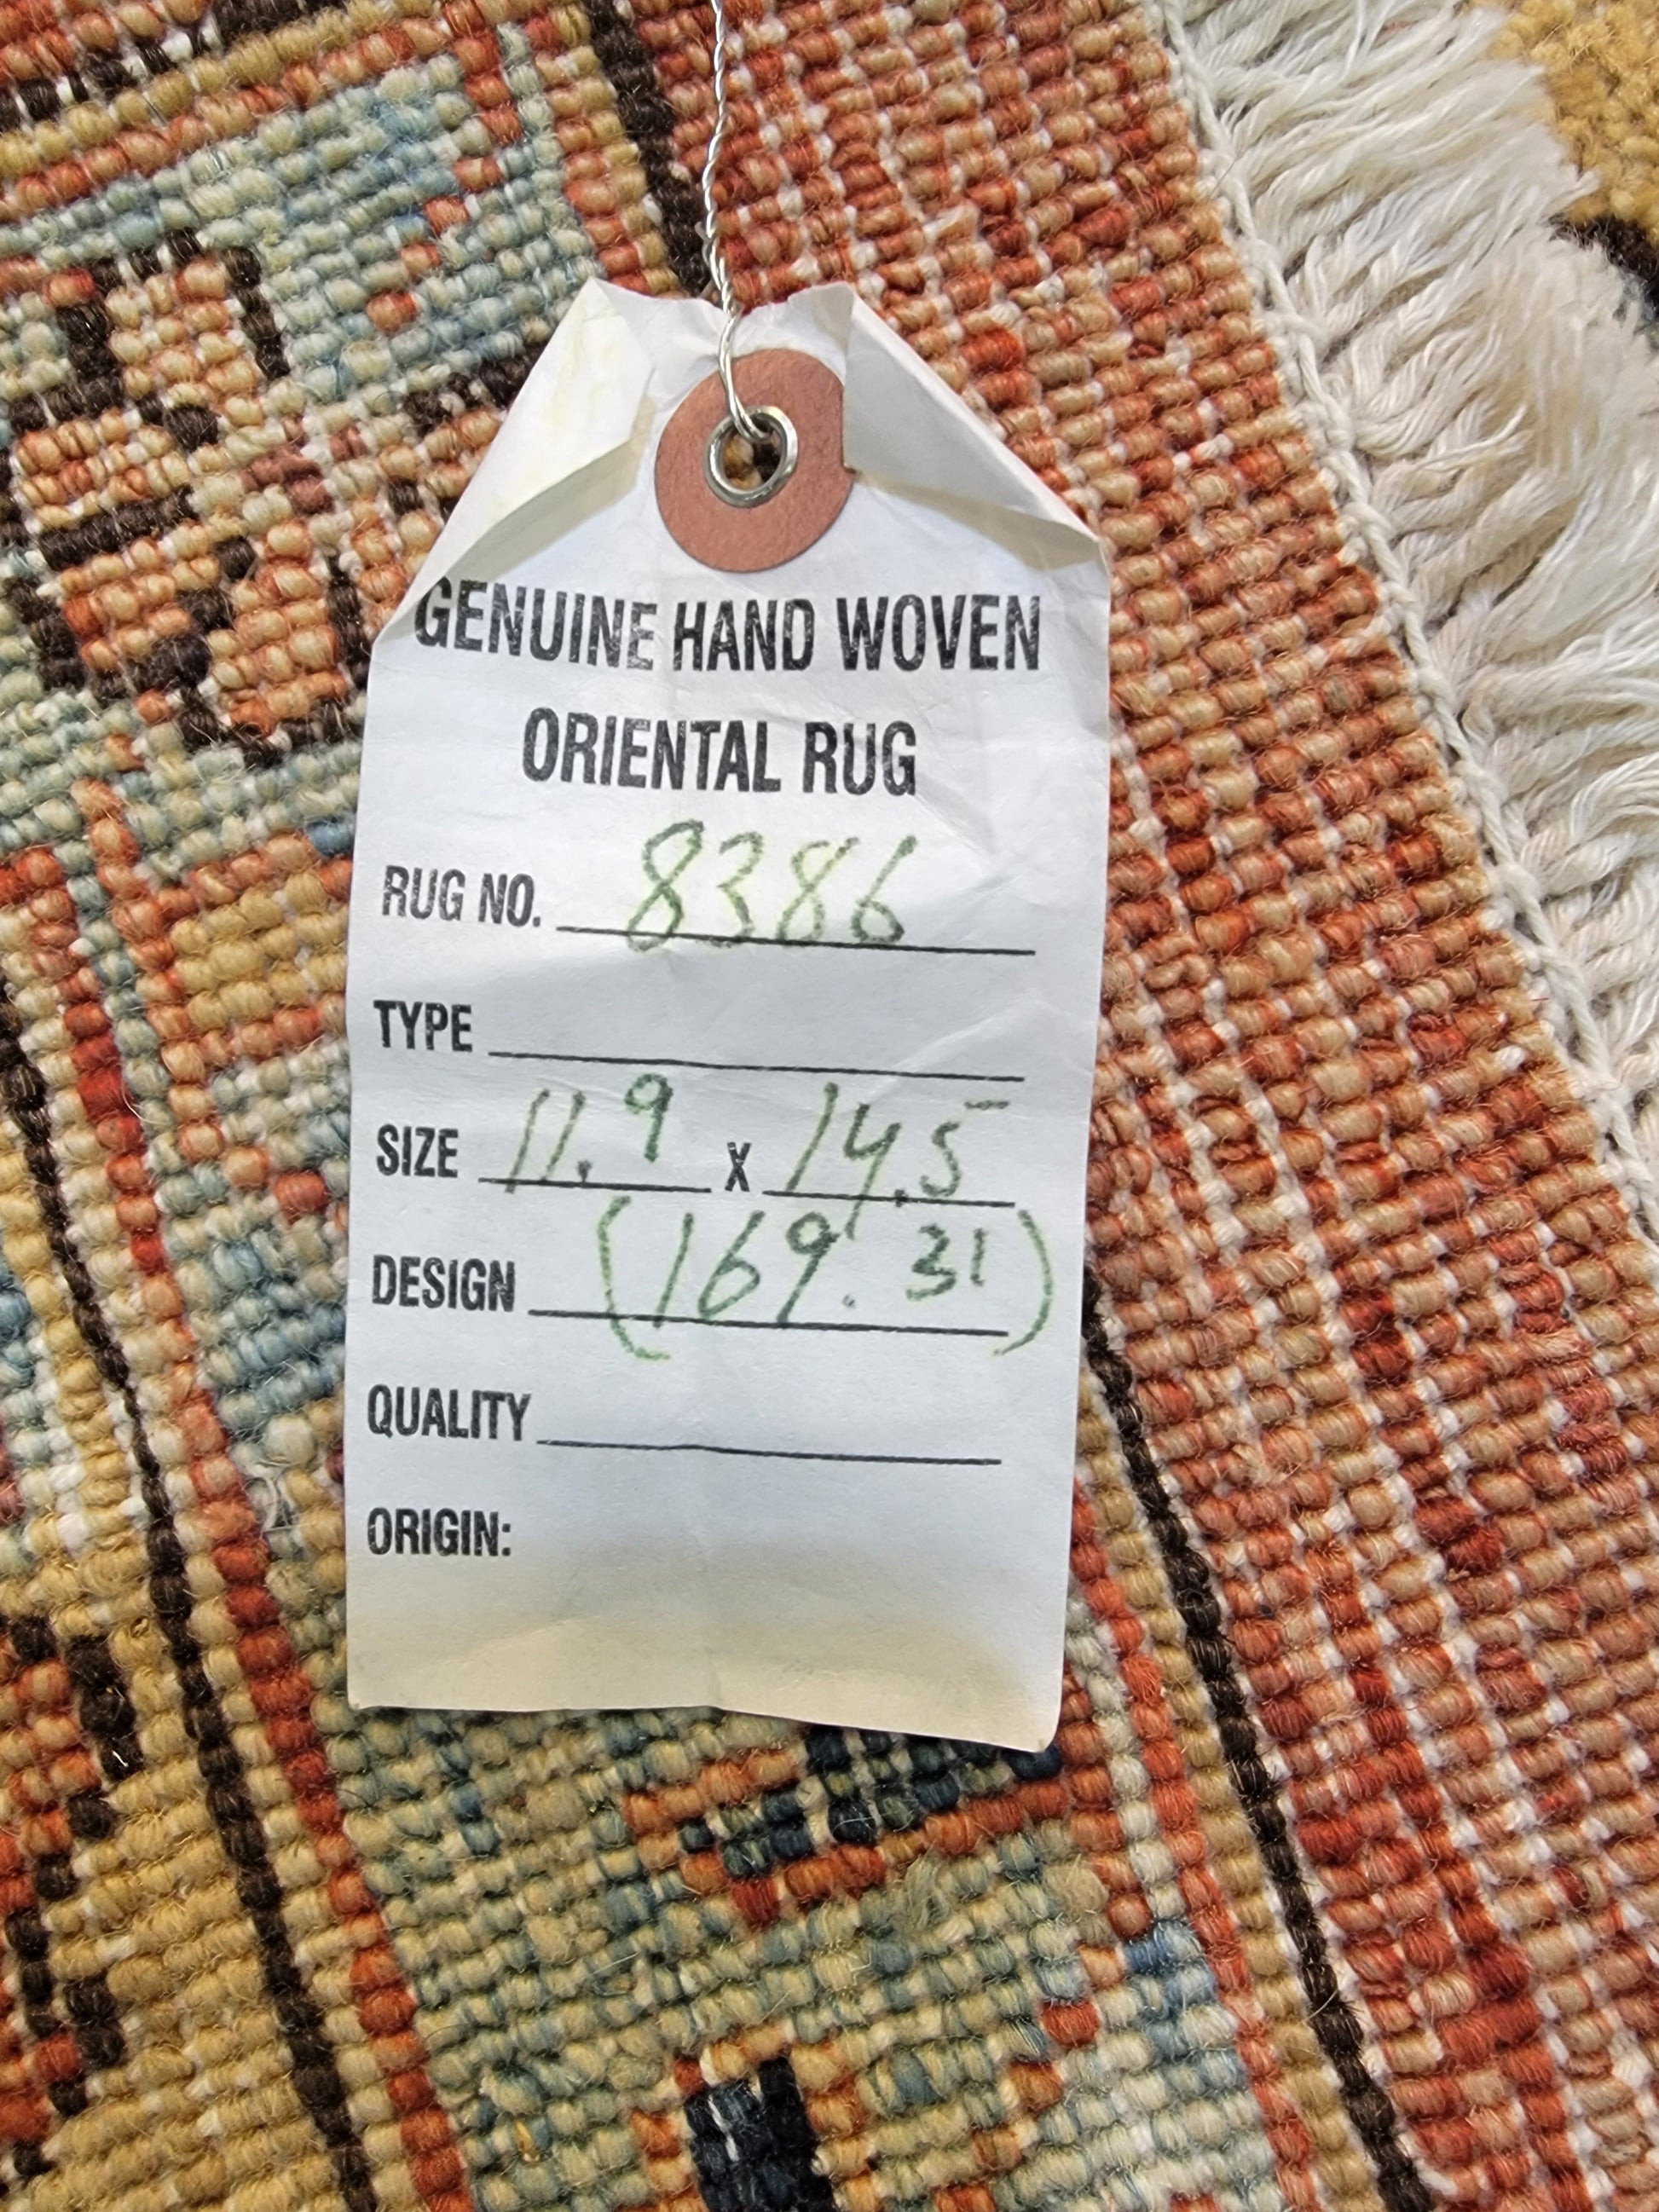 GENUINE HAND WOVEN
ORIENTAL RUG
RUG NO. 8386
TYPE
SIZE 11.9 X 14.5
DESIGN (169.31)
QUALITY
ORIGIN: